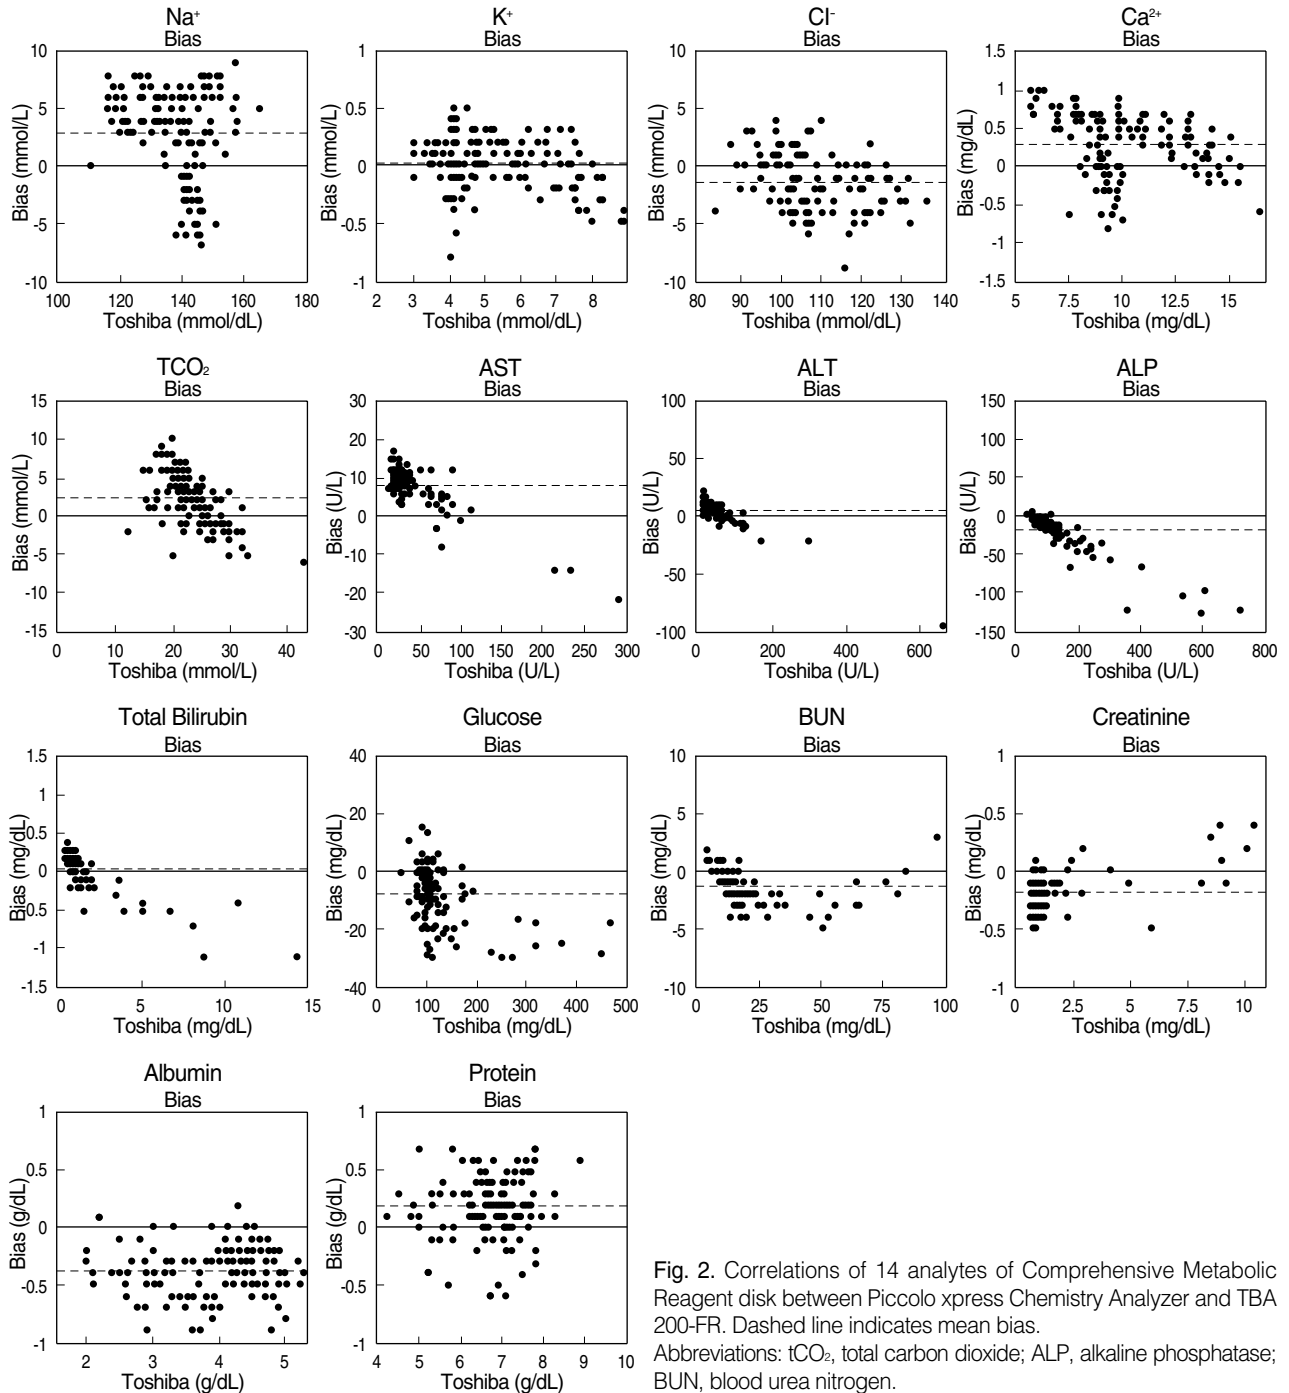 Na⁺
Bias
10
5
0
-5
-10
Bias (mmol/L)
100 120 140 160 180
Toshiba (mmol/dL)
K⁺
Bias
1
0.5
0
-0.5
-1
Bias (mmol/L)
2 3 4 5 6 7 8
Toshiba (mmol/dL)
Cl⁻
Bias
10
5
0
-5
-10
Bias (mmol/L)
80 90 100 110 120 130 140
Toshiba (mmol/dL)
Ca²⁺
Bias
1.5
1
0.5
0
-0.5
-1
-1.5
Bias (mg/dL)
5 7.5 10 12.5 15
Toshiba (mg/dL)
TCO₂
Bias
15
10
5
0
-5
-10
-15
Bias (mmol/L)
0 10 20 30 40
Toshiba (mmol/L)
AST
Bias
30
20
10
0
-10
-20
-30
Bias (U/L)
0 50 100 150 200 250 300
Toshiba (U/L)
ALT
Bias
100
50
0
-50
-100
Bias (U/L)
0 200 400 600
Toshiba (U/L)
ALP
Bias
150
100
50
0
-50
-100
-150
Bias (U/L)
0 200 400 600 800
Toshiba (U/L)
Total Bilirubin
Bias
1.5
1
0.5
0
-0.5
-1
-1.5
Bias (mg/dL)
0 5 10 15
Toshiba (mg/dL)
Glucose
Bias
40
20
0
-20
-40
Bias (mg/dL)
0 100 200 300 400 500
Toshiba (mg/dL)
BUN
Bias
10
5
0
-5
-10
Bias (mg/dL)
0 25 50 75 100
Toshiba (mg/dL)
Creatinine
Bias
1
0.5
0
-0.5
-1
Bias (mg/dL)
0 2.5 5 7.5 10
Toshiba (mg/dL)
Albumin
Bias
1
0.5
0
-0.5
-1
Bias (g/dL)
2 3 4 5
Toshiba (g/dL)
Protein
Bias
1
0.5
0
-0.5
-1
Bias (g/dL)
4 5 6 7 8 9 10
Toshiba (g/dL)
Fig. 2. Correlations of 14 analytes of Comprehensive Metabolic
Reagent disk between Piccolo xpress Chemistry Analyzer and TBA
200-FR. Dashed line indicates mean bias.
Abbreviations: tCO₂, total carbon dioxide; ALP, alkaline phosphatase;
BUN, blood urea nitrogen.